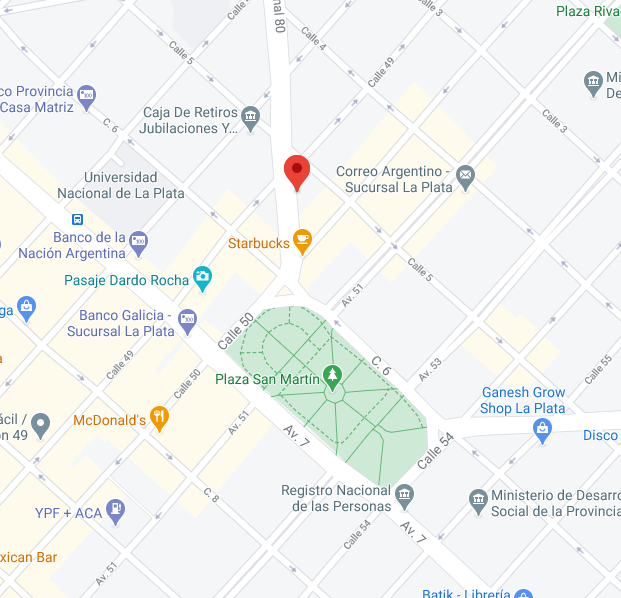 Calle 3
Calle 4
nal 80
Plaza Riva
Calle 5
Calle 49
Mi
De
co Provincia
Casa Matriz
C. 6
Caja De Retiros
Jubilaciones Y...
Calle 3
Universidad
Nacional de La Plata
Correo Argentino -
Sucursal La Plata
Banco de la
Nación Argentina
Starbucks
Calle 5
Pasaje Dardo Rocha
Av. 51
ga
Banco Galicia -
Sucursal La Plata
Calle 50
Calle 49
Calle 50
Plaza San Martín
C. 6
Av. 53
Calle 55
Ganesh Grow
Shop La Plata
ácil /
on 49
McDonald's
Av. 51
Av. 7
Calle 54
Disco
C. 8
Registro Nacional
de las Personas
Ministerio de Desarro
Social de la Provincia
YPF + ACA
Calle 54
Av. 7
xican Bar
Av. 51
Batik - Librería